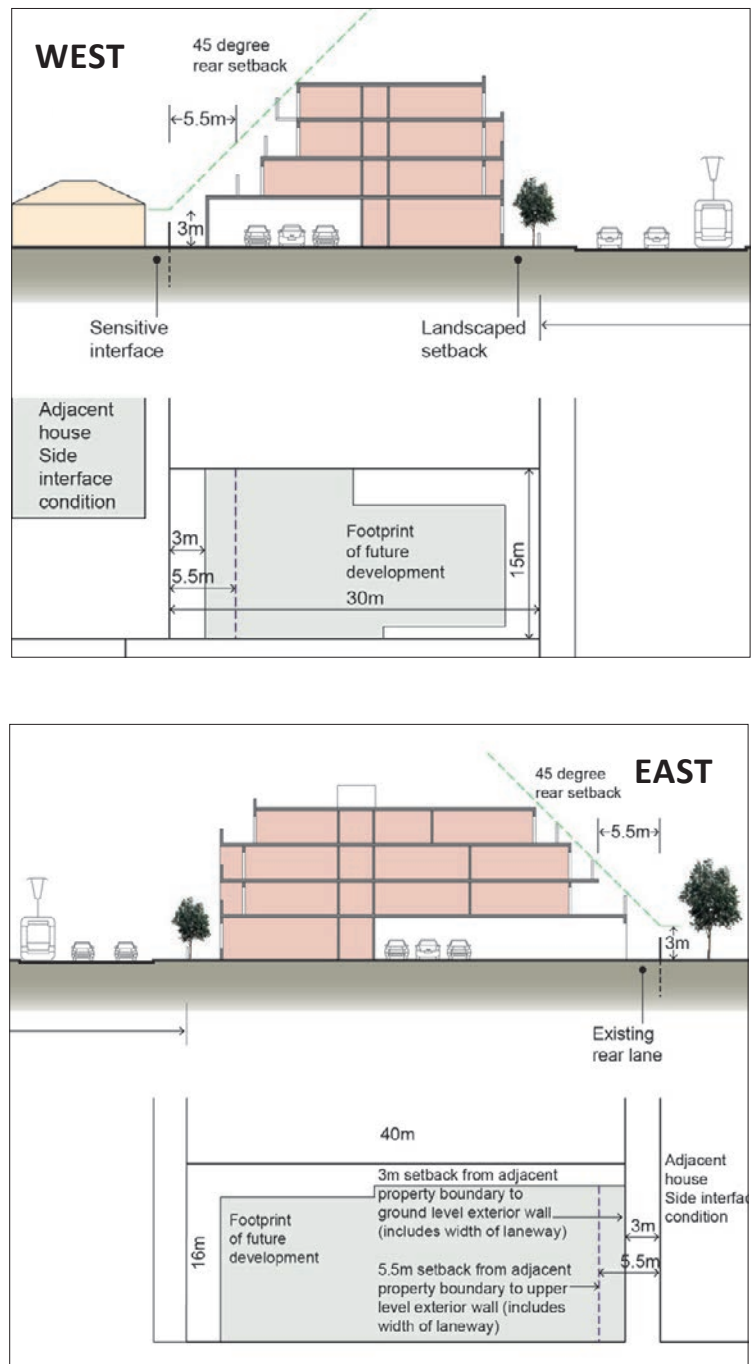 WEST
45 degree
rear setback
5.5m
3m
Sensitive
interface
Landscaped
setback
Adjacent
house
Side
interface
condition
3m
5.5m
30m
Footprint
of future
development
15m
45 degree
rear setback
EAST
5.5m
3m
Existing
rear lane
40m
3m setback from adjacent
property boundary to
ground level exterior wall
(includes width of laneway)
Footprint
of future
development
16m
5.5m setback from adjacent
property boundary to upper
level exterior wall (includes
width of laneway)
3m
5.5m
Adjacent
house
Side interfac
condition